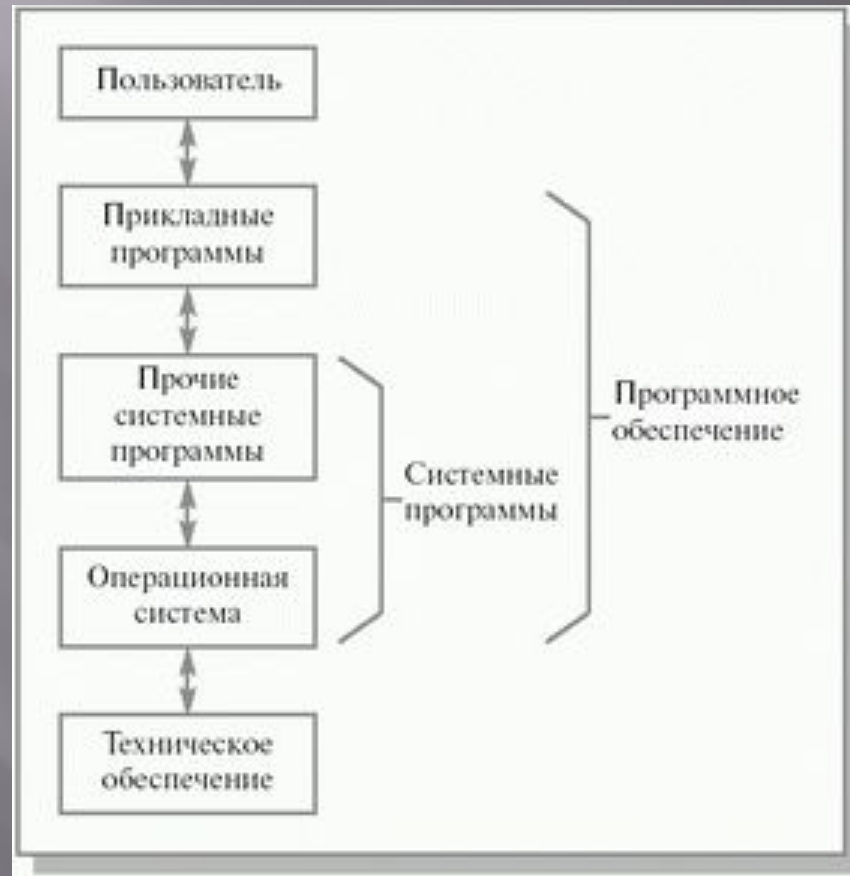 Пользователь
Прикладные
программы
Прочие
системные
программы
Операционная
система
Техническое
обеспечение
Системные
программы
Программное
обеспечение